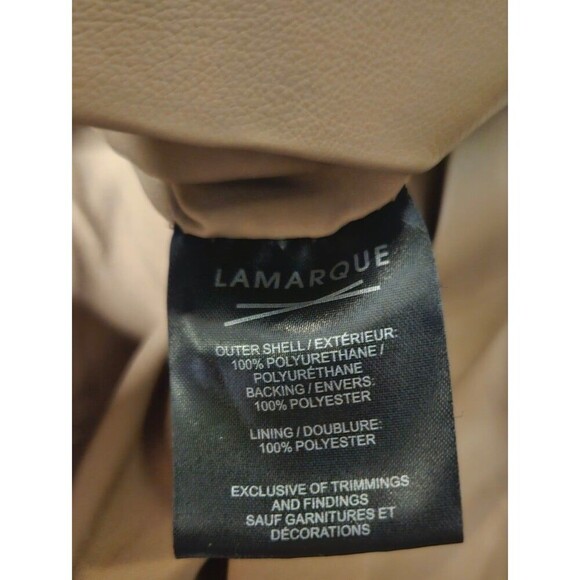 LAMARQUE
OUTER SHELL / EXTÉRIEUR:
100% POLYURETHANE /
POLYURÉTHANE
BACKING / ENVERS:
100% POLYESTER
LINING / DOUBLURE:
100% POLYESTER
EXCLUSIVE OF TRIMMINGS
AND FINDINGS
SAUF GARNITURES ET
DÉCORATIONS